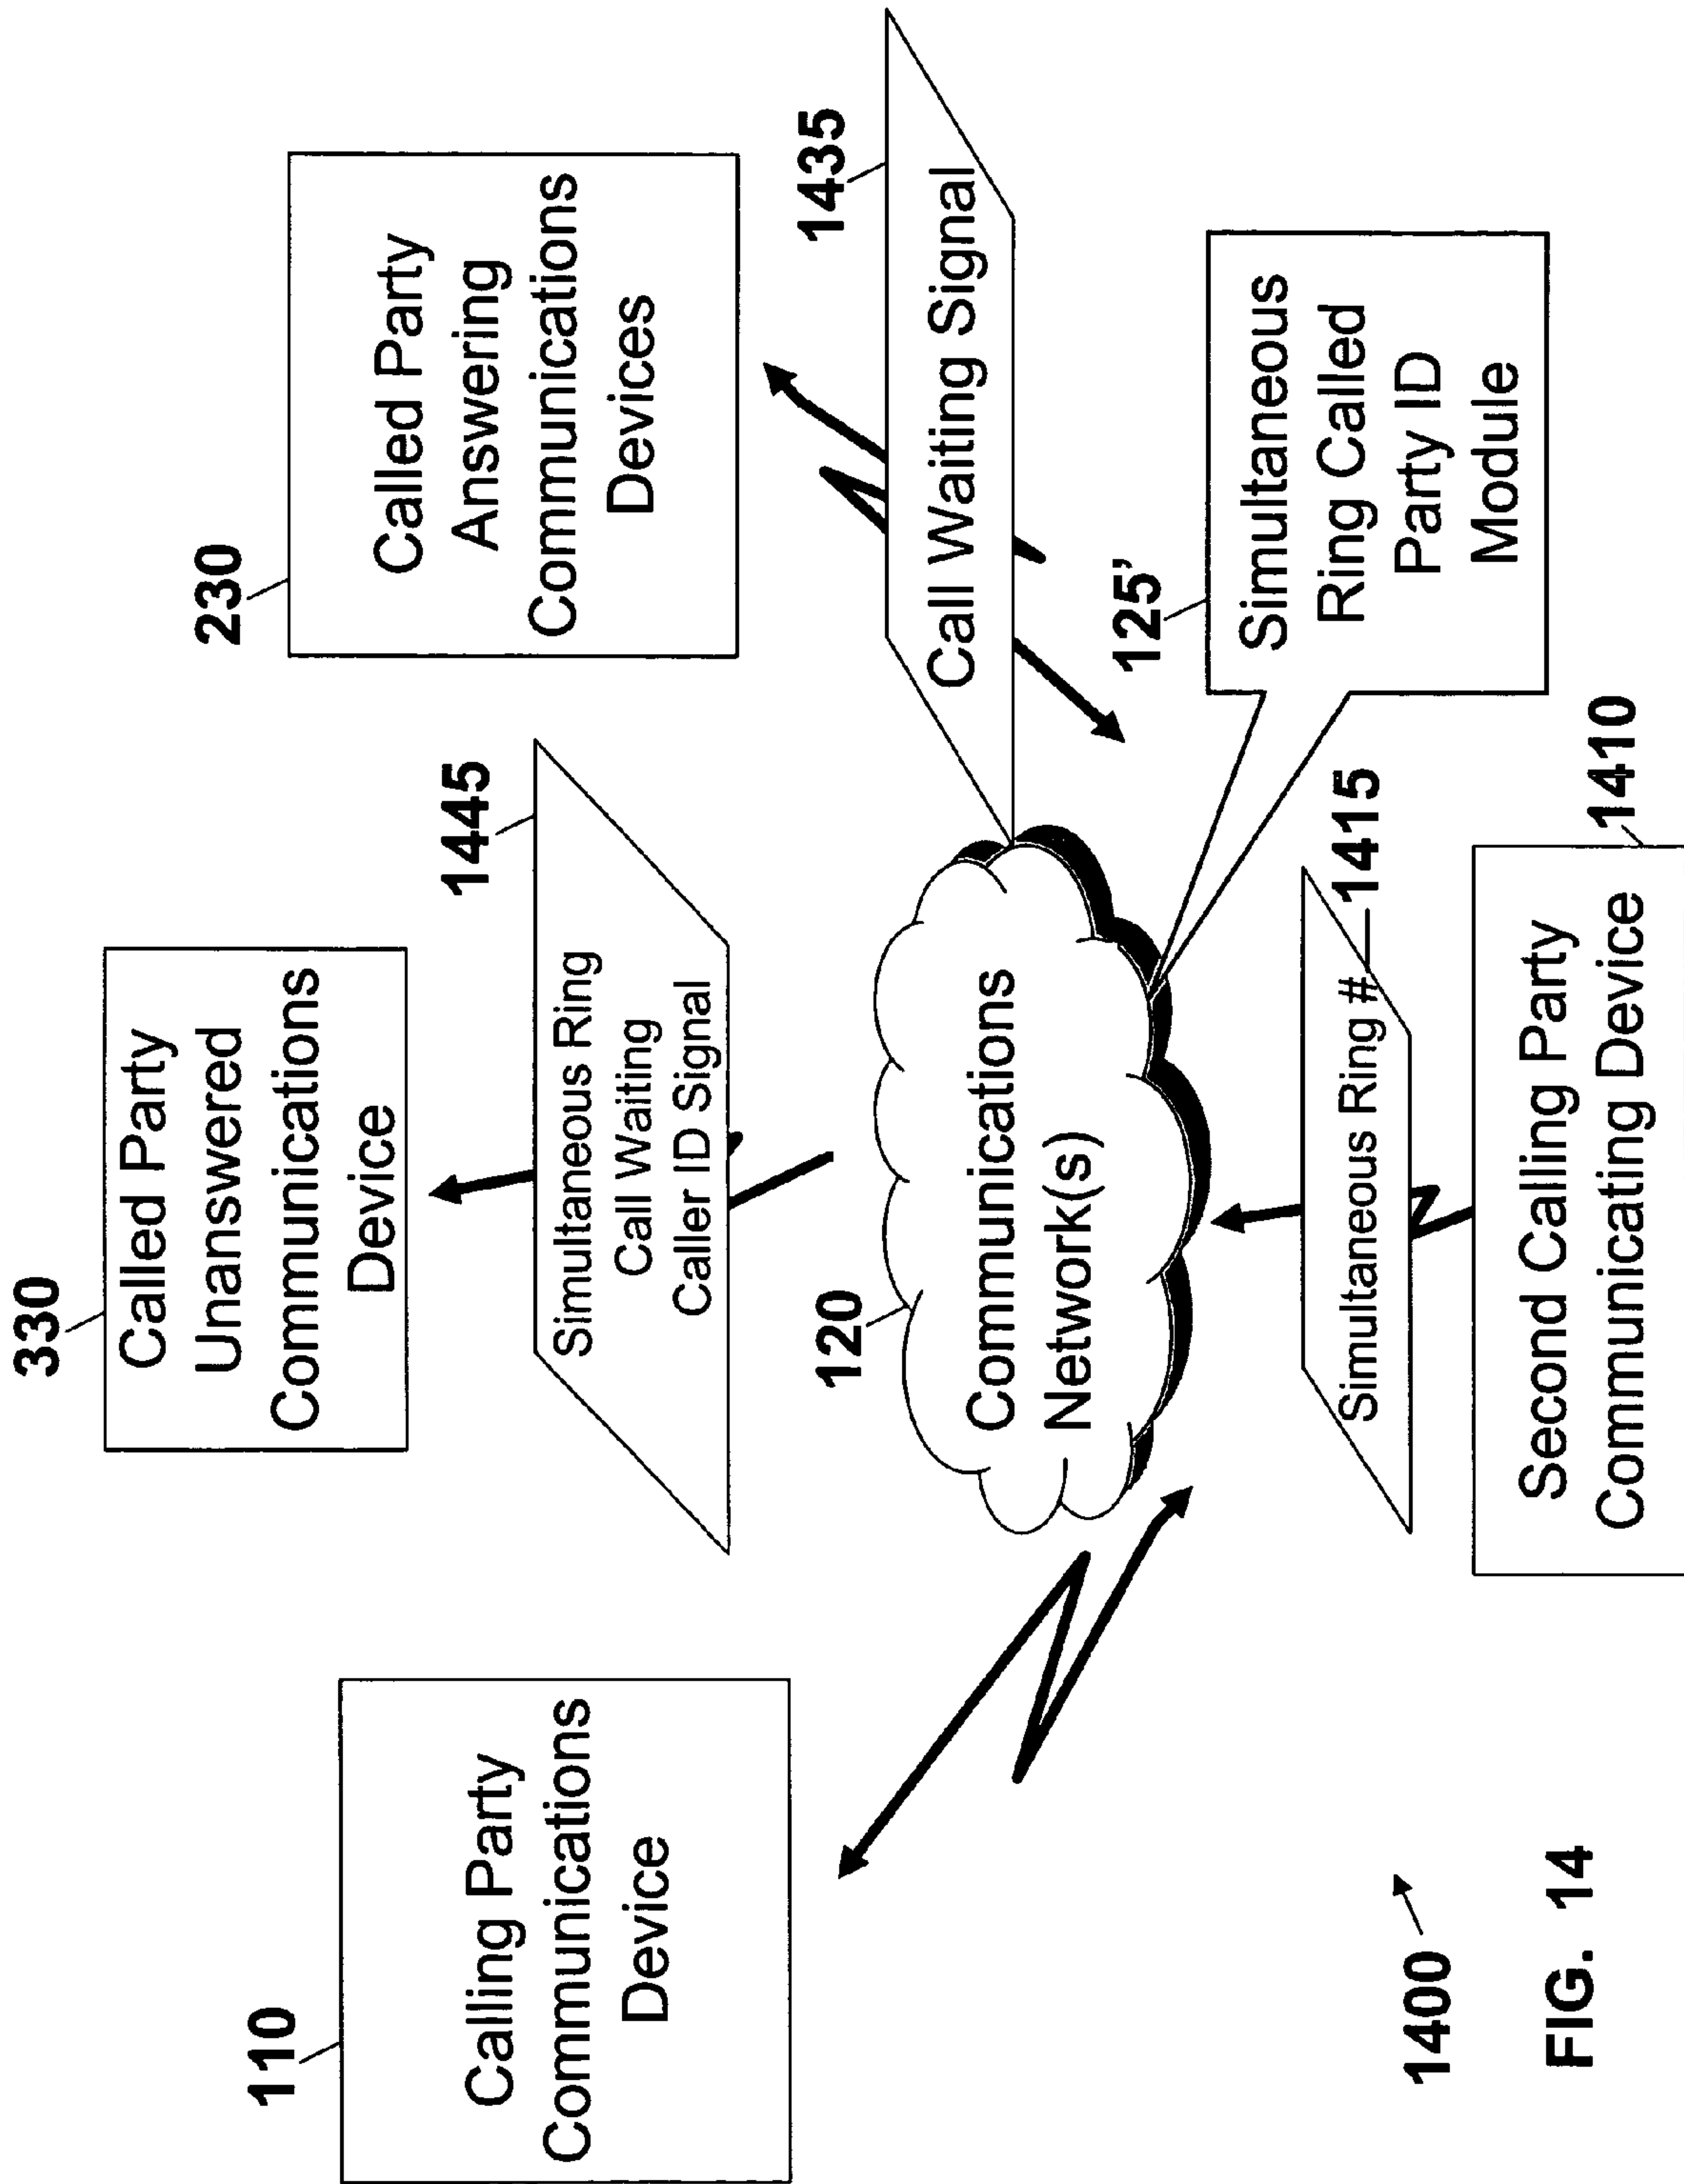 110
Calling Party
Communications
Device
330
Called Party
Unanswered
Communications
Device
230
Called Party
Answering
Communications
Devices
1445
Simultaneous Ring
Call Waiting
Caller ID Signal
1435
Call Waiting Signal
120
Communications
Network(s)
125'
Simultaneous
Ring Called
Party ID
Module
Simultaneous Ring #
1415
1410
Second Calling Party
Communicating Device
1400
FIG. 14